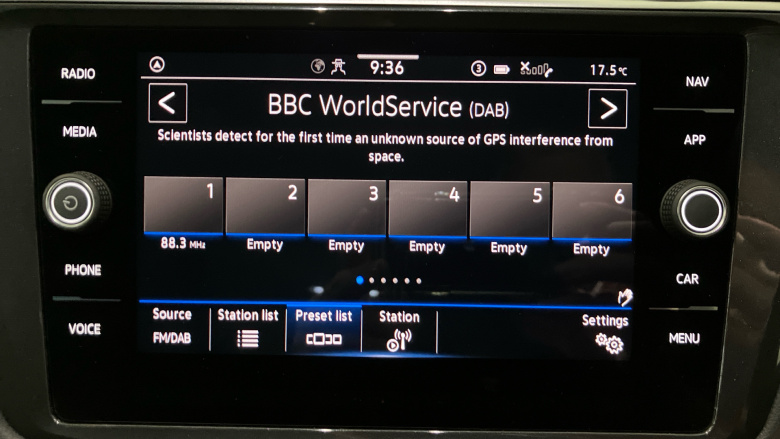 RADIO
MEDIA
PHONE
VOICE
9:36
3
17.5°C
<
BBC WorldService (DAB)
>
Scientists detect for the first time an unknown source of GPS interference from
space.
1 2 3 4 5 6
88.3 MHz Empty Empty Empty Empty Empty
Source Station list Preset list Station Settings
FM/DAB
NAV
APP
CAR
MENU